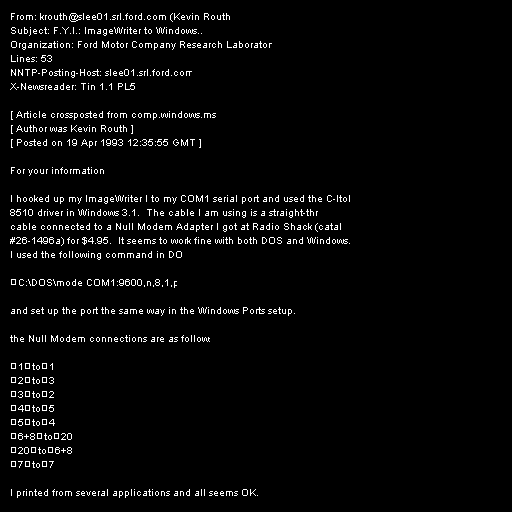 From: krouth@slee01.srl.ford.com (Kevin Routh
Subject: F.Y.I.: ImageWriter to Windows..
Organization: Ford Motor Company Research Laborator
Lines: 53
NNTP-Posting-Host: slee01.srl.ford.com
X-Newsreader: Tin 1.1 PL5

[ Article crossposted from comp.windows.ms
[ Author was Kevin Routh ]
[ Posted on 19 Apr 1993 12:35:55 GMT ]

For your information

I hooked up my ImageWriter I to my COM1 serial port and used the C-Itol
8510 driver in Windows 3.1.  The cable I am using is a straight-thr
cable connected to a Null Modem Adapter I got at Radio Shack (catal
#26-1496a) for $4.95.  It seems to work fine with both DOS and Windows.
I used the following command in DO

C:\DOS\mode COM1:9600,n,8,1,p

and set up the port the same way in the Windows Ports setup.

the Null Modem connections are as follow:

1 to 1
2 to 3
3 to 2
4 to 5
5 to 4
6+8 to 20
20 to 6+8
7 to 7

I printed from several applications and all seems OK.